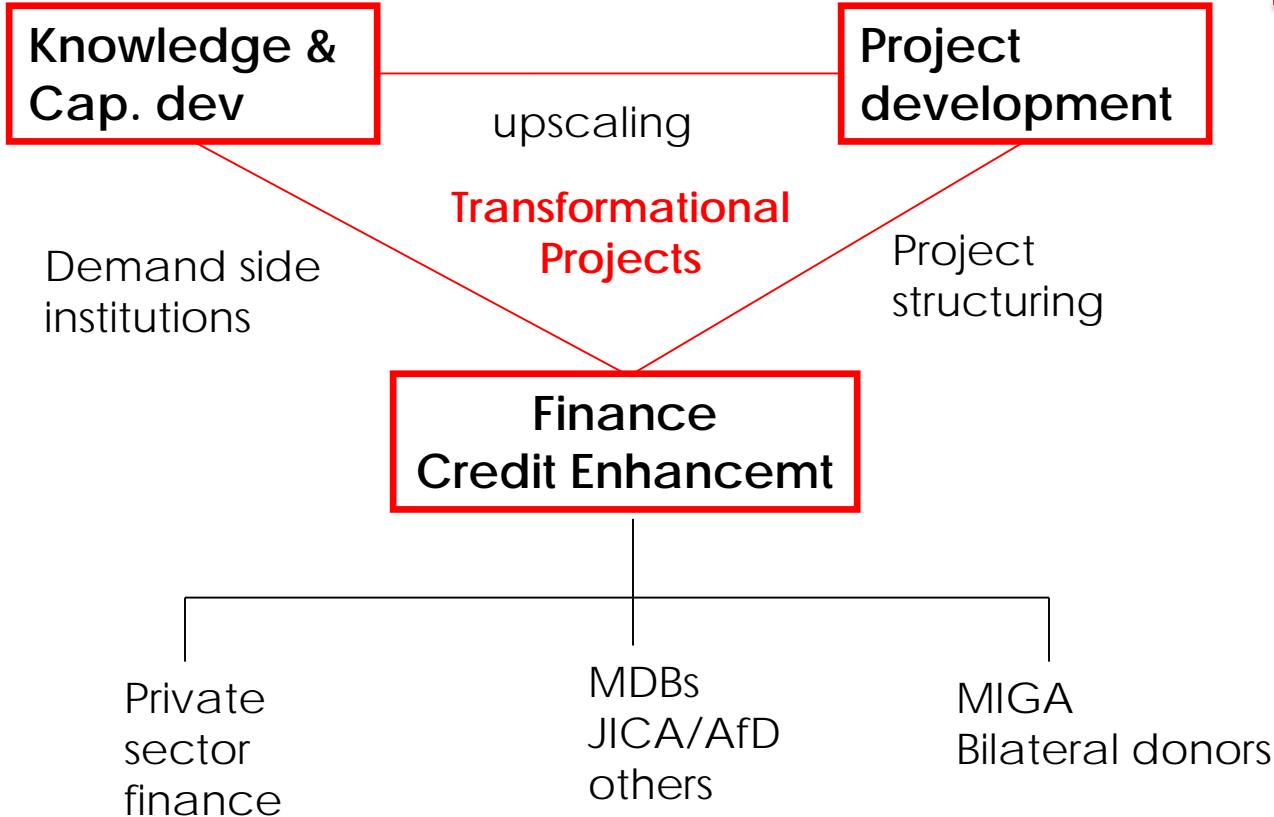 Knowledge &
Cap. dev
Project
development
upscaling
Transformational
Projects
Demand side
institutions
Project
structuring
Finance
Credit Enhancemt
Private
sector
finance
MDBs
JICA/AfD
others
MIGA
Bilateral donors